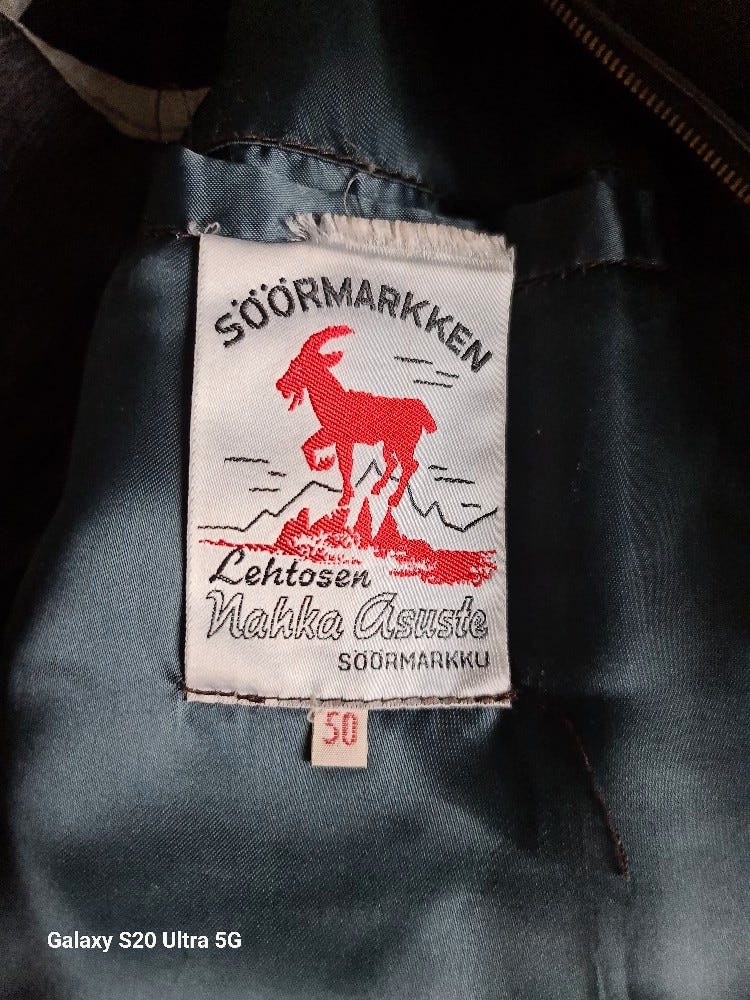 SÖÖRMARKKEN
Lehtosen
Nahka Asuste
SÖÖRMARKKU
50
Galaxy S20 Ultra 5G